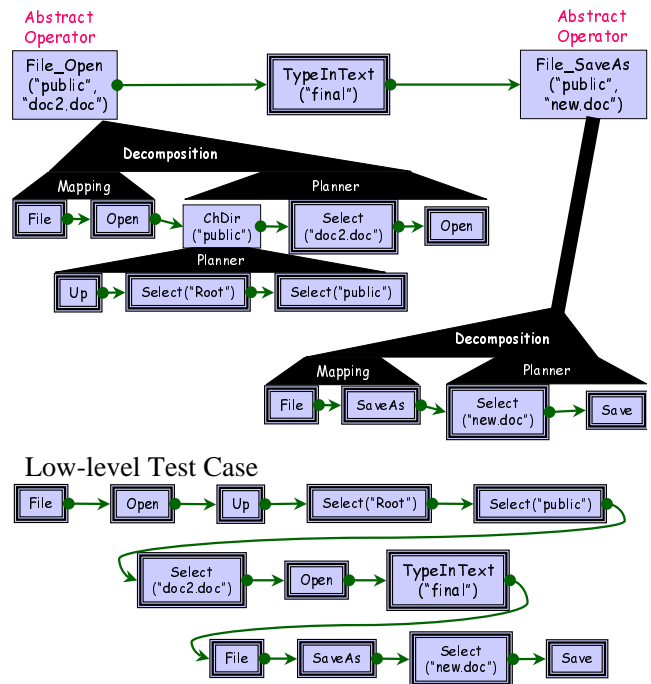 Abstract
Operator
Abstract
Operator
File_Open
("public",
"doc2.doc")
TypeInText
("final")
File_SaveAs
("public",
"new.doc")
Decomposition
Mapping
Planner
File
Open
ChDir
("public")
Select
("doc2.doc")
Open
Planner
Up
Select("Root")
Select("public")
Decomposition
Mapping
Planner
File
SaveAs
Select
("new.doc")
Save
Low-level Test Case
File
Open
Up
Select("Root")
Select("public")
Select
("doc2.doc")
Open
TypeInText
("final")
File
SaveAs
Select
("new.doc")
Save